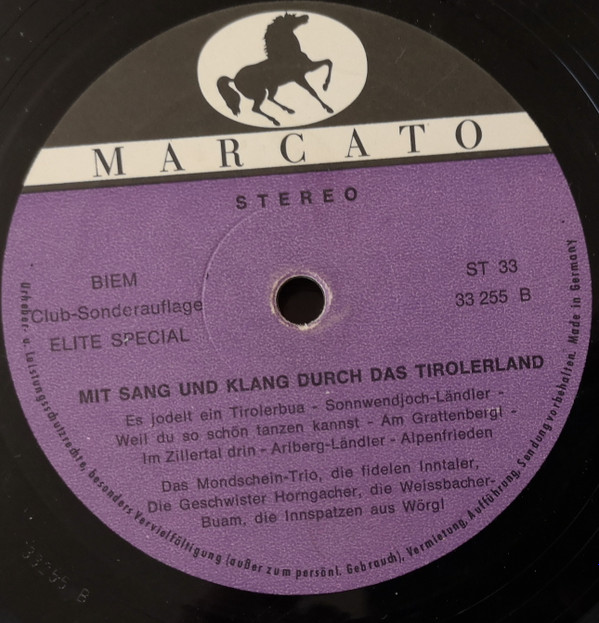 MARCATO
STEREO
BIEM
Club-Sonderauflage
ELITE SPECIAL
ST 33
33 255 B
MIT SANG UND KLANG DURCH DAS TIROLERLAND
Es jodelt ein Tirolerbua - Sonnwendjoch-Ländler -
Weil du so schön tanzen kannst - Am Grattenbergl -
Im Zillertal drin - Arlberg-Ländler - Alpenfrieden
Das Mondschein-Trio, die fidelen Inntaler,
Die Geschwister Horngacher, die Weissbacher-
Buam, die Innspatzen aus Wörgl
Urheber- u. Leistungsschutzrechte, besonders Vervielfältigung (außer zum persönl. Gebrauch), Vermietung, Aufführung, Sendung vorbehalten. Made in Germany
33255 B